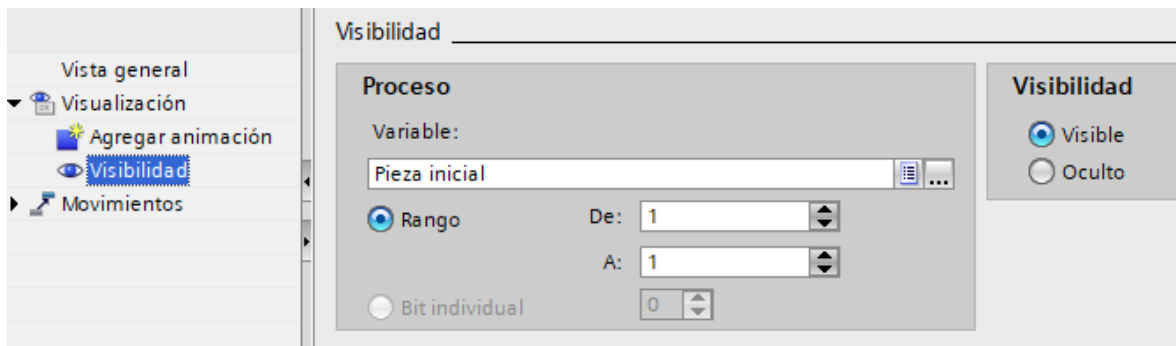 Visibilidad
Vista general
Visualización
Agregar animación
Visibilidad
Movimientos
Proceso
Variable:
Pieza inicial
...
Rango De: 1
A: 1
Bit individual 0
Visibilidad
Visible
Oculto